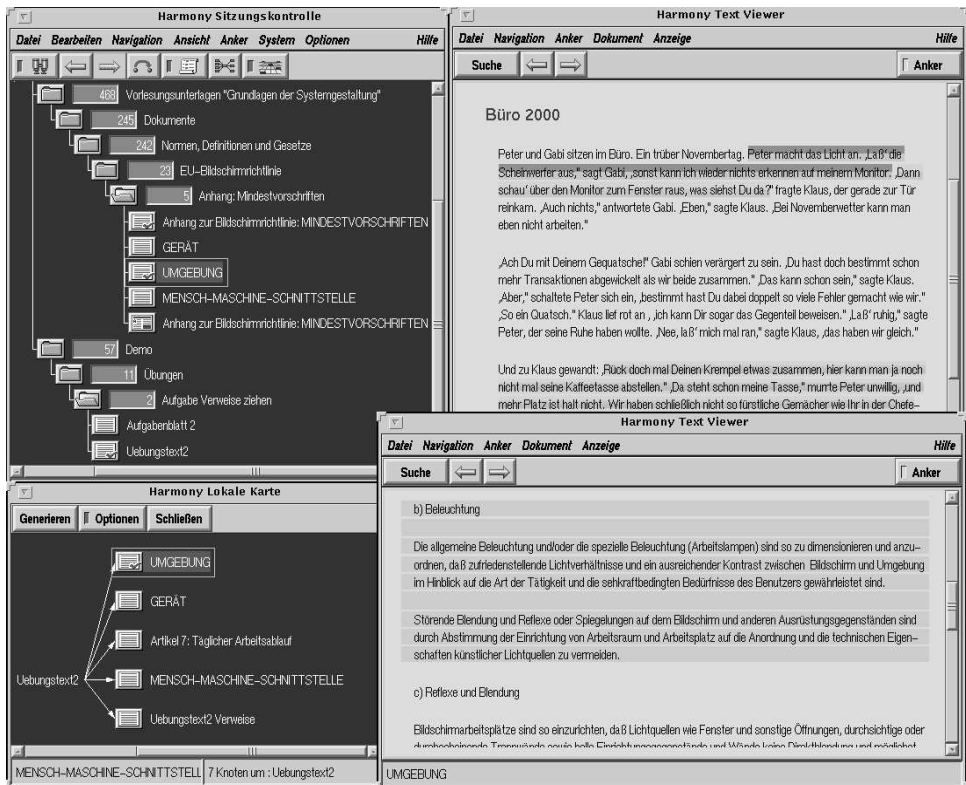 Harmony Sitzungskontrolle
Datei Bearbeiten Navigation Ansicht Anker System Optionen Hilfe
468 Vorlesungsunterlagen "Grundlagen der Systemgestaltung"
245 Dokumente
242 Normen, Definitionen und Gesetze
23 EU-Bildschirmrichtlinie
5 Anhang: Mindestvorschriften
Anhang zur Bildschirmrichtlinie: MINDESTVORSCHRIFTEN
GERÄT
UMGEBUNG
MENSCH-MASCHINE-SCHNITTSTELLE
Anhang zur Bildschirmrichtlinie: MINDESTVORSCHRIFTEN
57 Demo
11 Übungen
2 Aufgabe Verweise ziehen
Aufgabenblatt 2
Uebungstext2
Harmony Text Viewer
Datei Navigation Anker Dokument Anzeige Hilfe
Suche Anker
Büro 2000
Peter und Gabi sitzen im Büro. Ein trüber Novembertag. Peter macht das Licht an. „Laß' die
Scheinwerfer aus," sagt Gabi, „sonst kann ich wieder nichts erkennen auf meinem Monitor. „Dann
schau' über den Monitor zum Fenster raus, was siehst Du da?" fragte Klaus, der gerade zur Tür
reinkam. „Auch nichts," antwortete Gabi. „Eben," sagte Klaus. „Bei Novemberwetter kann man
eben nicht arbeiten."
„Ach Du mit Deinem Gequatsche!" Gabi schien verärgert zu sein. „Du hast doch bestimmt schon
mehr Transaktionen abgewickelt als wir beide zusammen." „Das kann schon sein," sagte Klaus.
„Aber," schaltete Peter sich ein, „bestimmt hast Du dabei doppelt so viele Fehler gemacht wie wir."
„So ein Quatsch." Klaus lief rot an , „ich kann Dir sogar das Gegenteil beweisen." „Laß' ruhig," sagte
Peter, der seine Ruhe haben wollte. „Nee, laß' mich mal ran," sagte Klaus, „das haben wir gleich."
Und zu Klaus gewandt: „Rück doch mal Deinen Krempel etwas zusammen, hier kann man ja noch
nicht mal seine Kaffeetasse abstellen." „Da steht schon meine Tasse," murrte Peter unwillig, „und
mehr Platz ist halt nicht. Wir haben schließlich nicht so fürstliche Gemächer wie Ihr in der Chefe-
Harmony Text Viewer
Datei Navigation Anker Dokument Anzeige Hilfe
Suche Anker
b) Beleuchtung
Die allgemeine Beleuchtung und/oder die spezielle Beleuchtung (Arbeitslampen) sind so zu dimensionieren und anzu-
ordnen, daß zufriedenstellende Lichtverhältnisse und ein ausreichender Kontrast zwischen Bildschirm und Umgebung
im Hinblick auf die Art der Tätigkeit und die sehkraftbedingten Bedürfnisse des Benutzers gewährleistet sind.
Störende Blendung und Reflexe oder Spiegelungen auf dem Bildschirm und anderen Ausrüstungsgegenständen sind
durch Abstimmung der Einrichtung von Arbeitsraum und Arbeitsplatz auf die Anordnung und die technischen Eigen-
schaften künstlicher Lichtquellen zu vermeiden.
c) Reflexe und Blendung
Bildschirmarbeitsplätze sind so einzurichten, daß Lichtquellen wie Fenster und sonstige Öffnungen, durchsichtige oder
durchscheinende Trennwände sowie helle Einrichtungsgegenstände und Wände keine Direktblendung und möglichst
UMGEBUNG
Harmony Lokale Karte
Generieren Optionen Schließen
UMGEBUNG
GERÄT
Artikel 7: Täglicher Arbeitsablauf
Uebungstext2
MENSCH-MASCHINE-SCHNITTSTELLE
Uebungstext2 Verweise
MENSCH-MASCHINE-SCHNITTSTELL 7 Knoten um : Uebungstext2